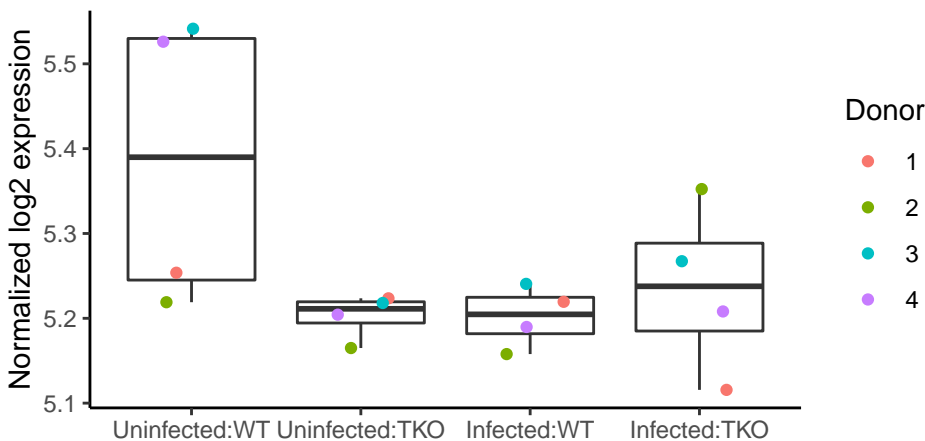 Normalized log2 expression
5.5
5.4
5.3
5.2
5.1
Uninfected:WT
Uninfected:TKO
Infected:WT
Infected:TKO
Donor
1
2
3
4